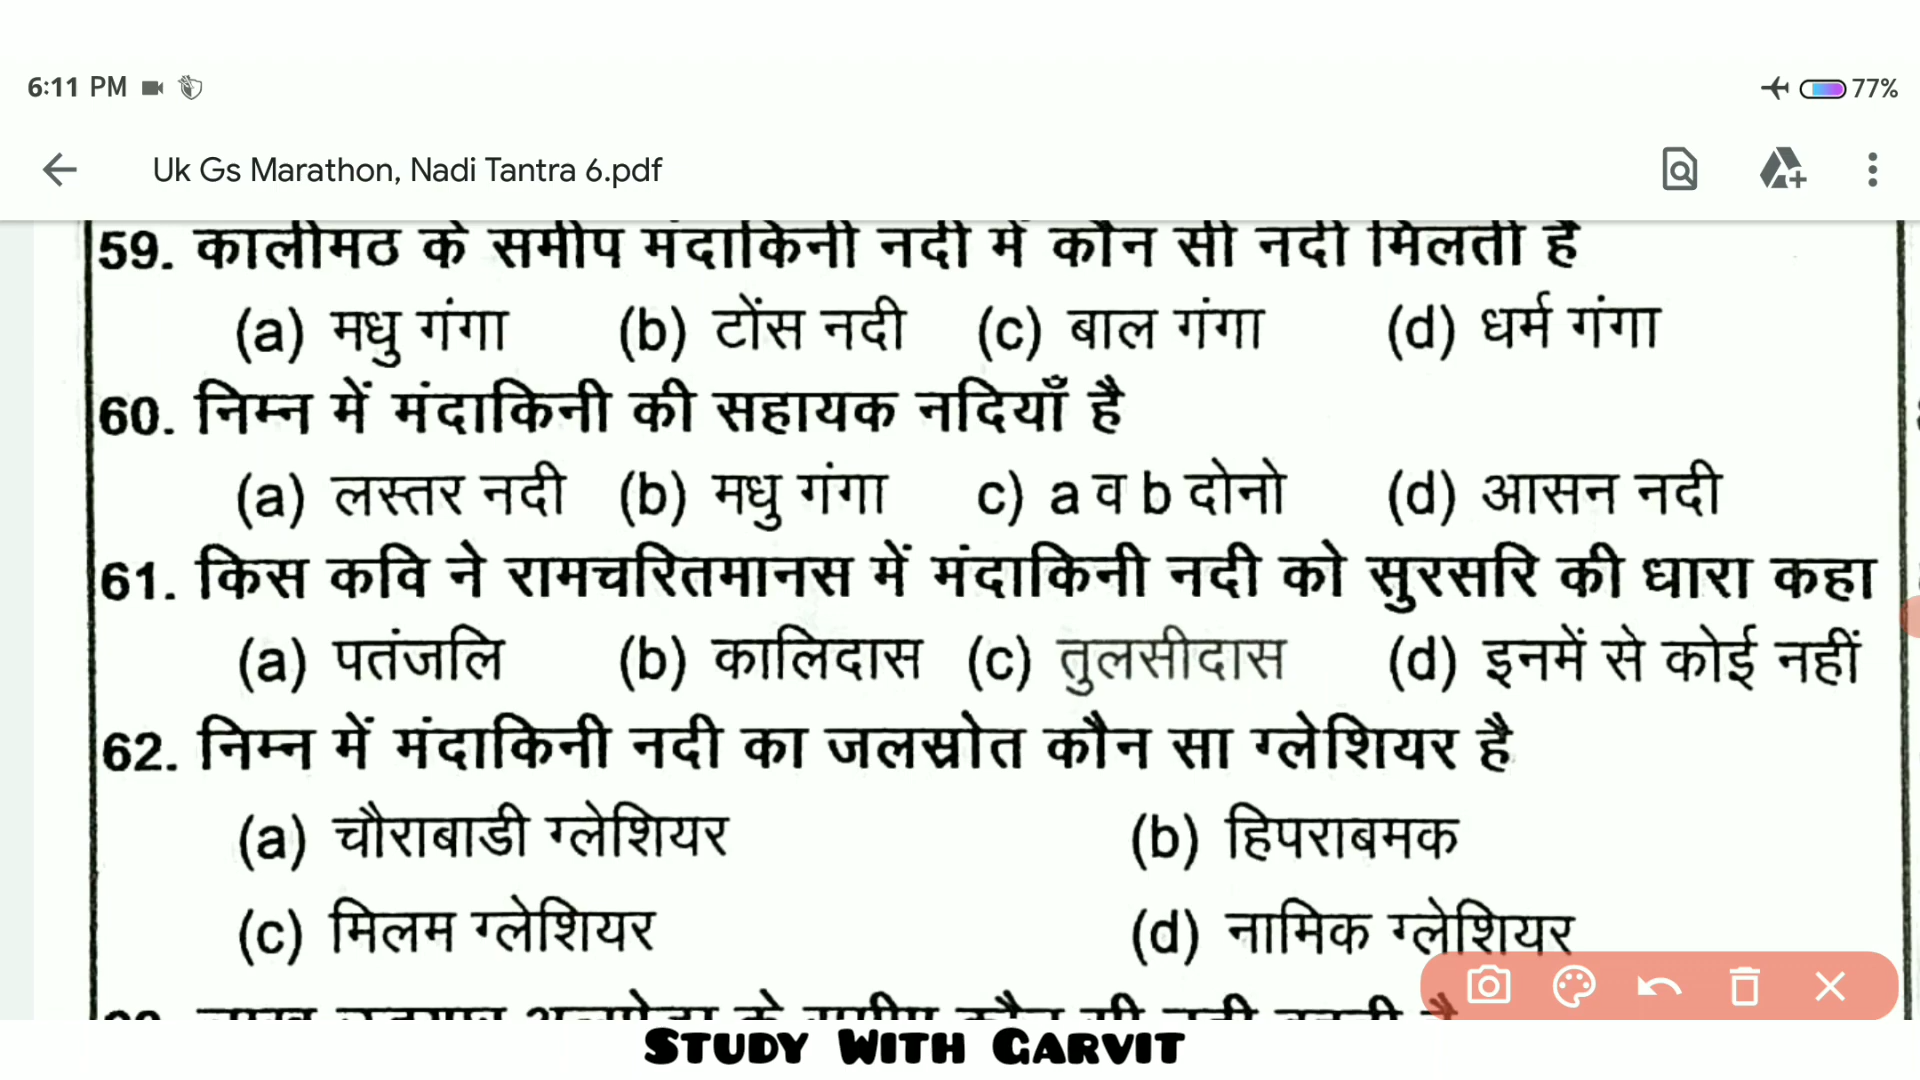 6:11 PM 77%
Uk Gs Marathon, Nadi Tantra 6.pdf
59. कालीमठ के समीप मंदाकिनी नदी में कौन सी नदी मिलती है
(a) मधु गंगा (b) टोंस नदी (c) बाल गंगा (d) धर्म गंगा
60. निम्न में मंदाकिनी की सहायक नदियाँ है
(a) लस्तर नदी (b) मधु गंगा c) a व b दोनो (d) आसन नदी
61. किस कवि ने रामचरितमानस में मंदाकिनी नदी को सुरसरि की धारा कहा
(a) पतंजलि (b) कालिदास (c) तुलसीदास (d) इनमें से कोई नहीं
62. निम्न में मंदाकिनी नदी का जलस्रोत कौन सा ग्लेशियर है
(a) चौराबाडी ग्लेशियर (b) हिपराबमक
(c) मिलम ग्लेशियर (d) नामिक ग्लेशियर
के समीप कौन सी नदी है
STUDY WITH GARVIT